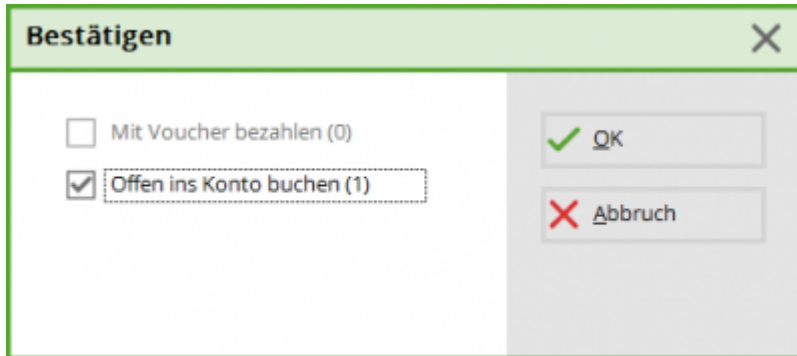 Bestätigen
Mit Voucher bezahlen (0)
Offen ins Konto buchen (1)
OK
Abbruch